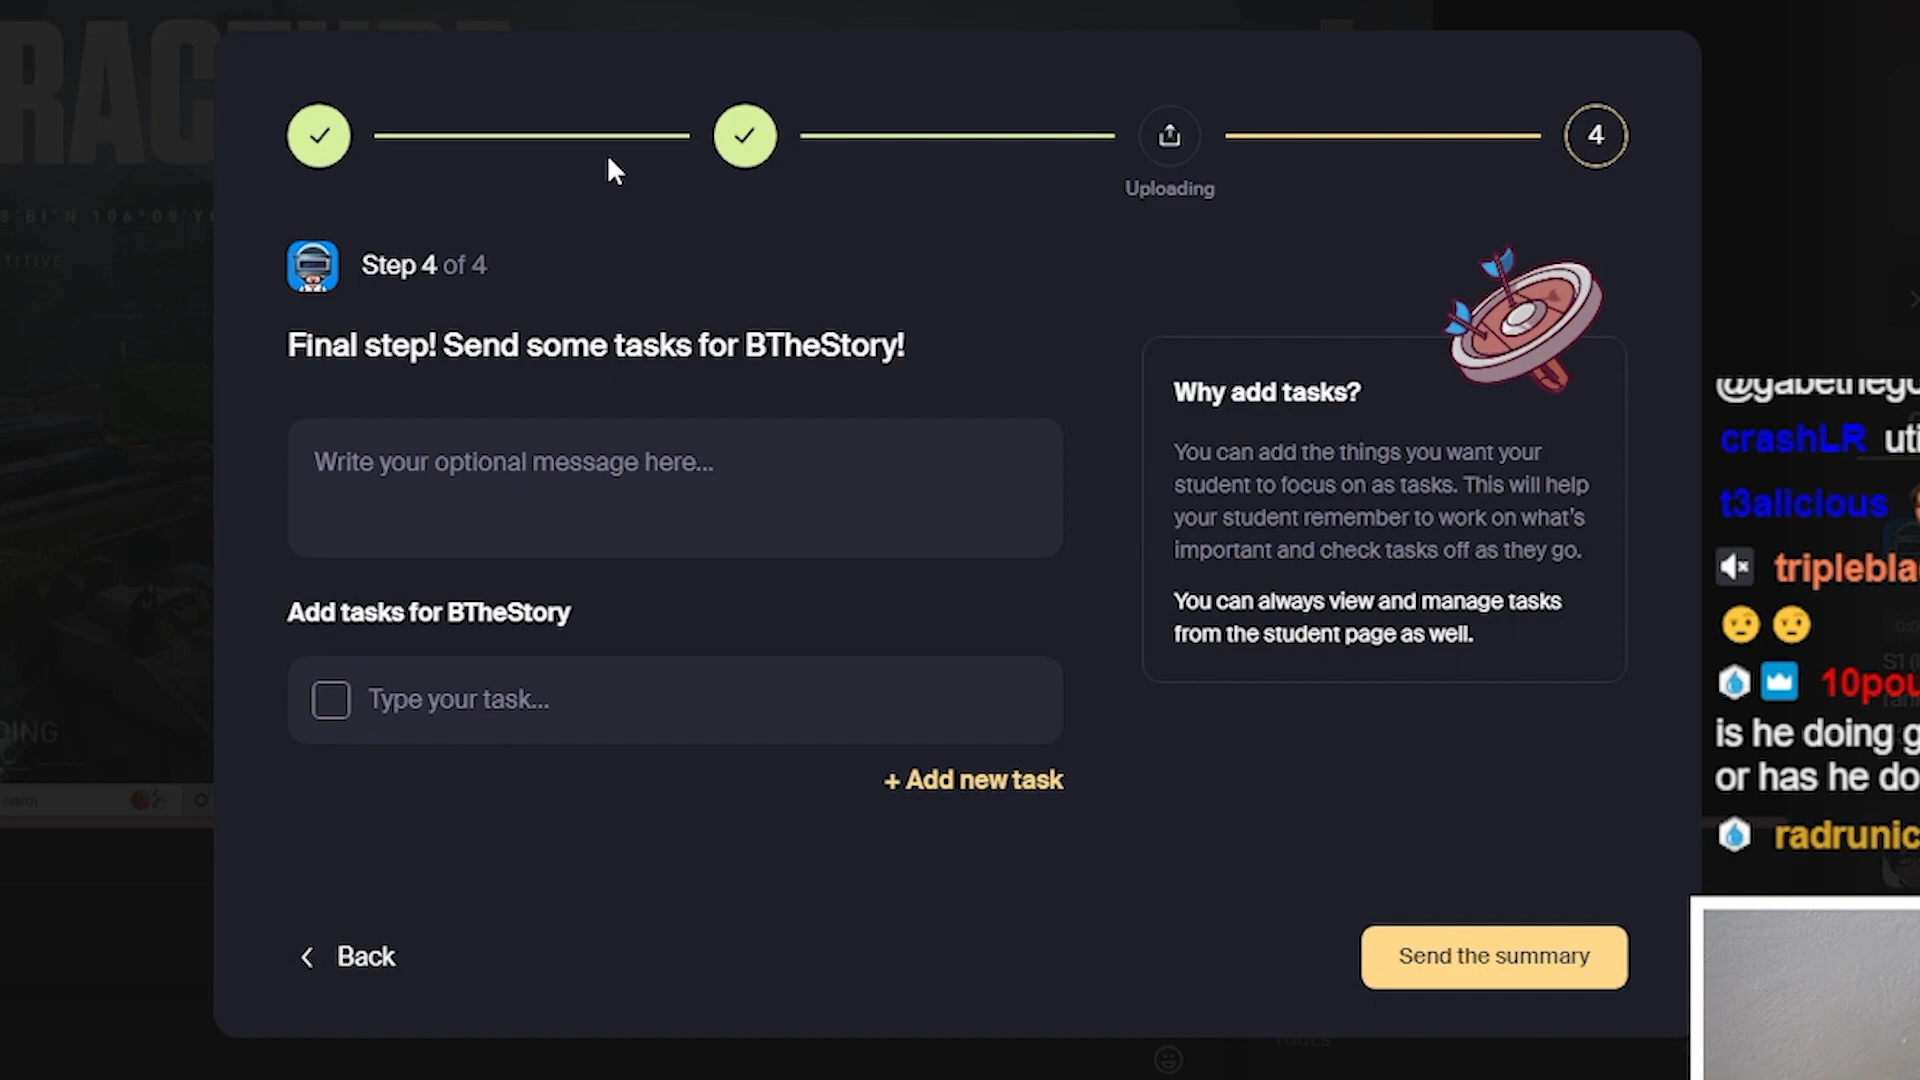 4
Uploading
Step 4 of 4
Final step! Send some tasks for BTheStory!
Write your optional message here...
Add tasks for BTheStory
Type your task...
+ Add new task
Back
Why add tasks?
You can add the things you want your
student to focus on as tasks. This will help
your student remember to work on what's
important and check tasks off as they go.
You can always view and manage tasks
from the student page as well.
Send the summary
crashLR
t3alicious
is he doing
or has he
TOOLS